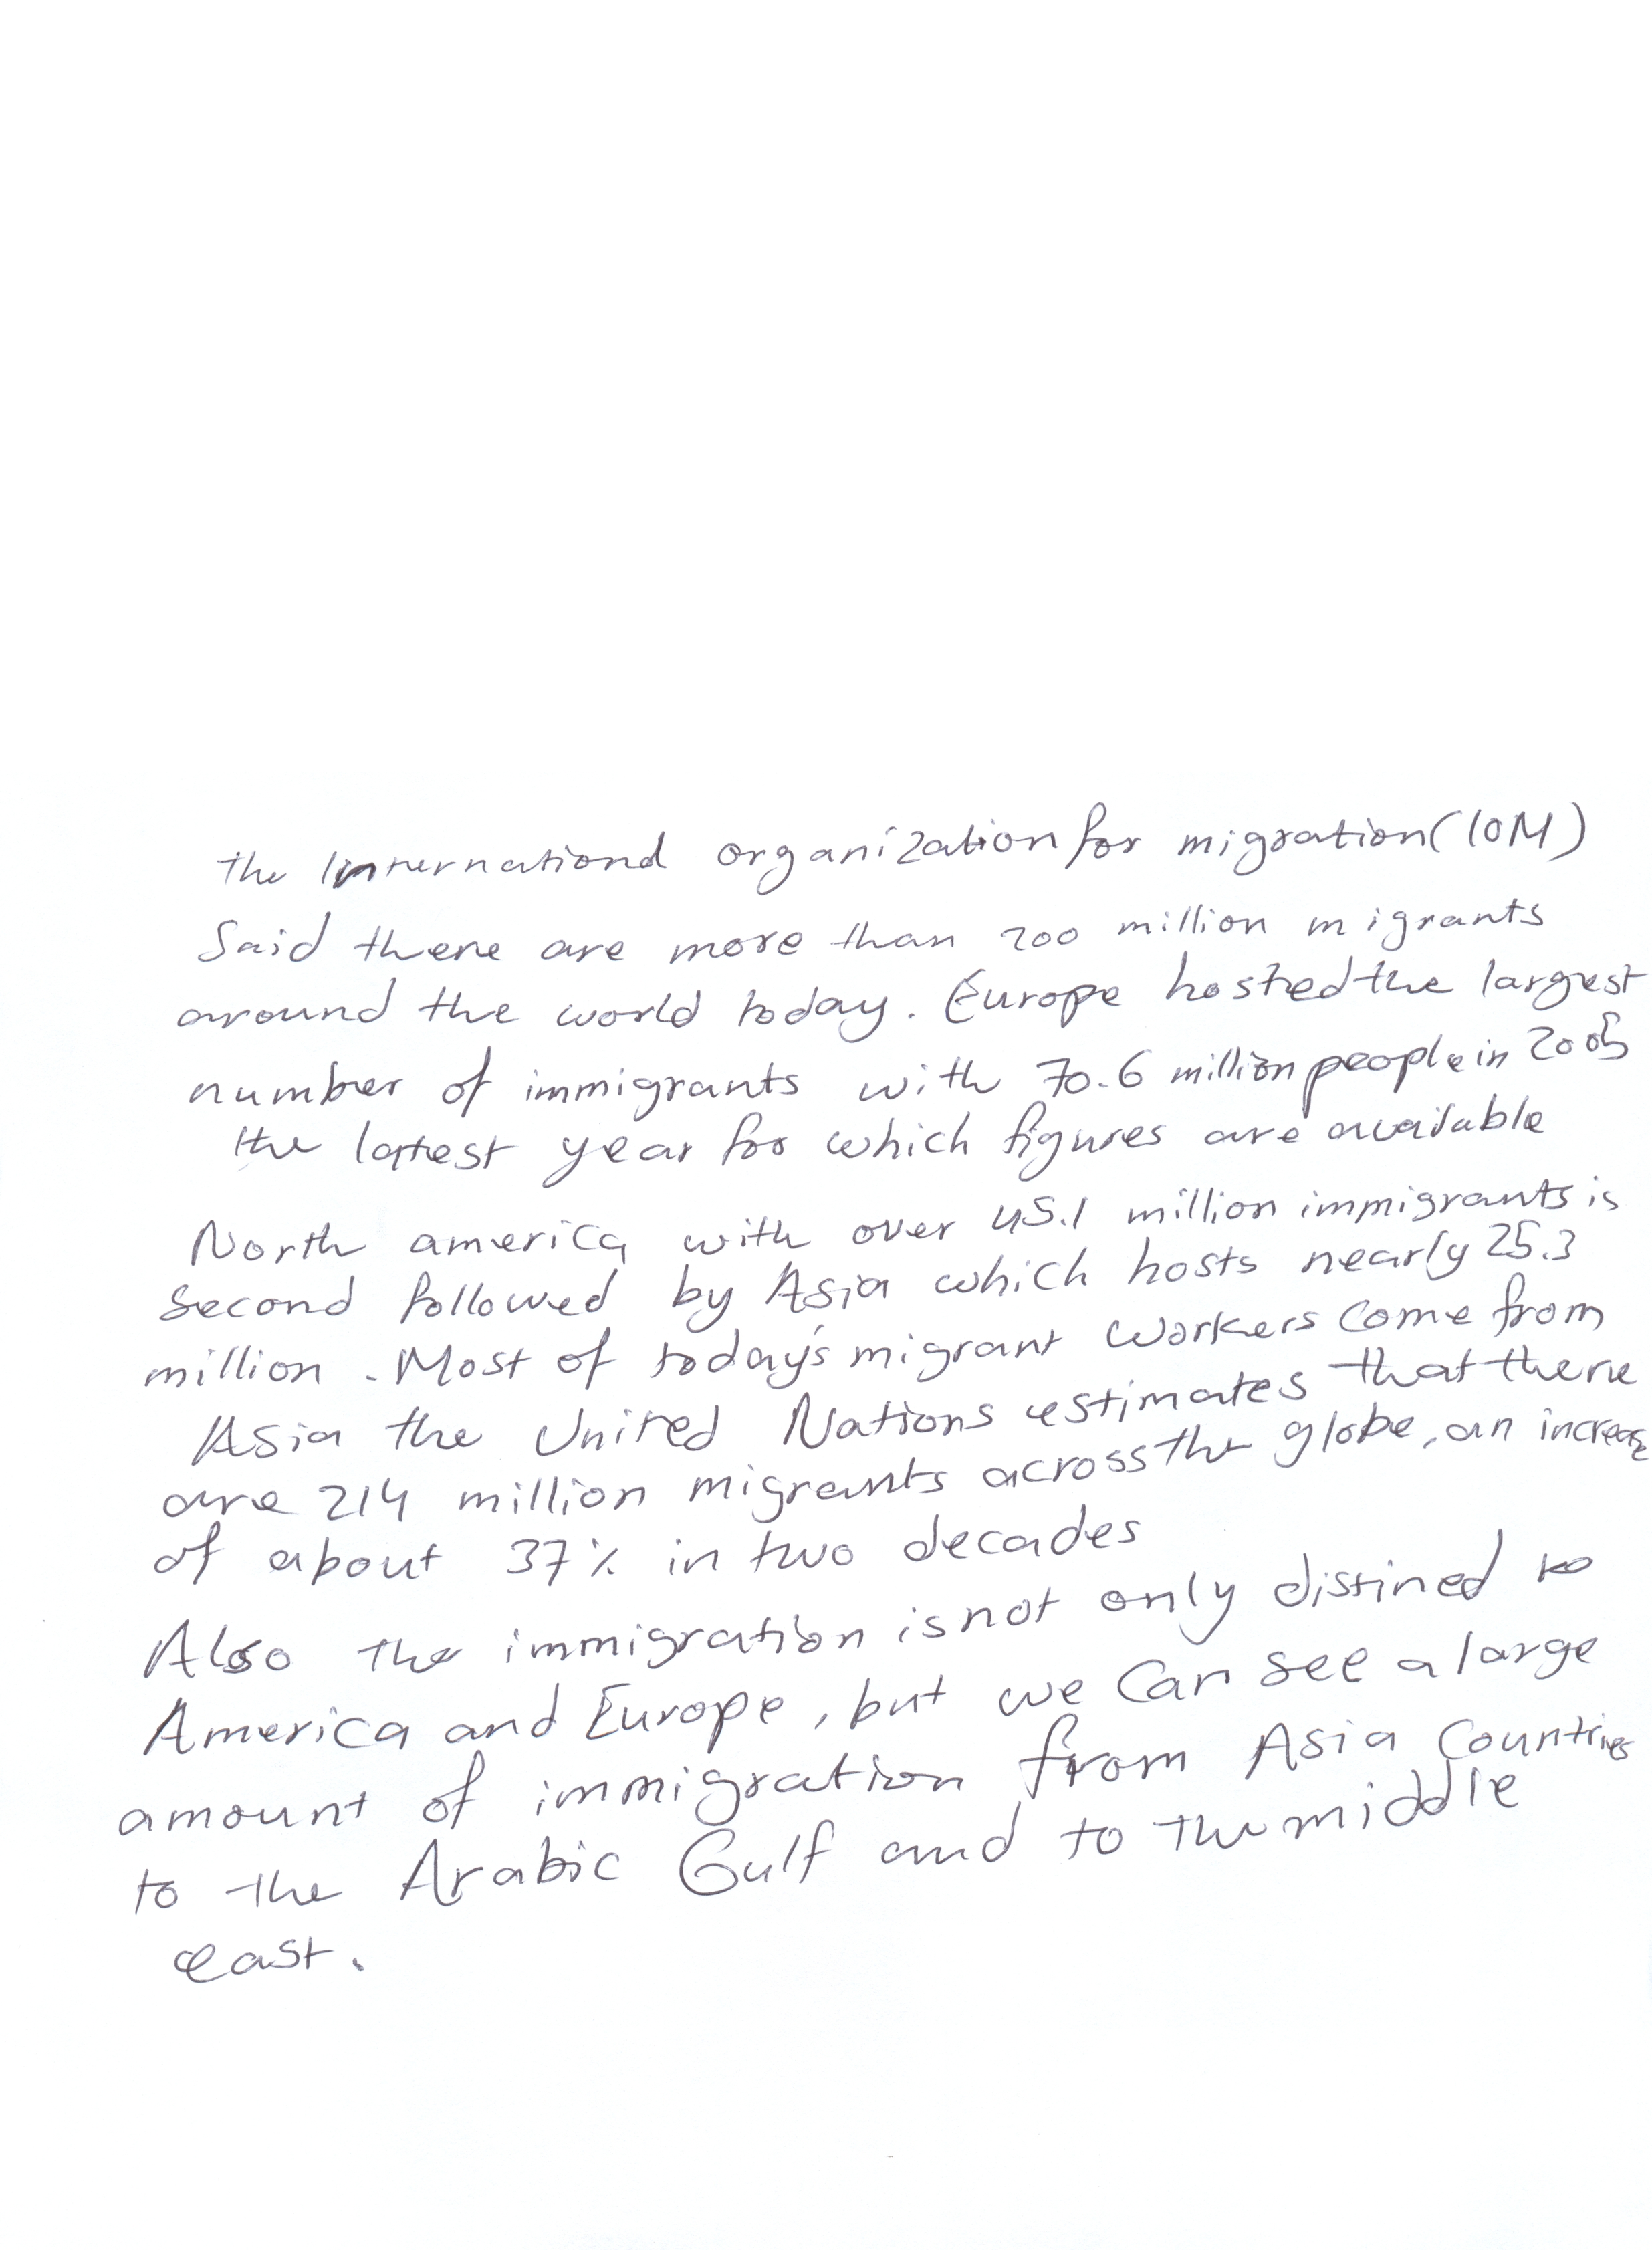 the International organization for migration (IOM)
Said there are more than 200 million migrants
around the world today. Europe hosted the largest
number of immigrants with 70.6 million people in 2005
the latest year for which figures are available
North america with over 45.1 million immigrants is
second followed by Asia which hosts nearly 25.3
million. Most of today's migrant workers come from
Asia the United Nations estimates that there
are 214 million migrants across the globe, an increase
of about 37% in two decades
Also the immigration is not only distined to
America and Europe, but we can see a large
amount of immigration from Asia Countries
to the Arabic Gulf and to the middle
east.